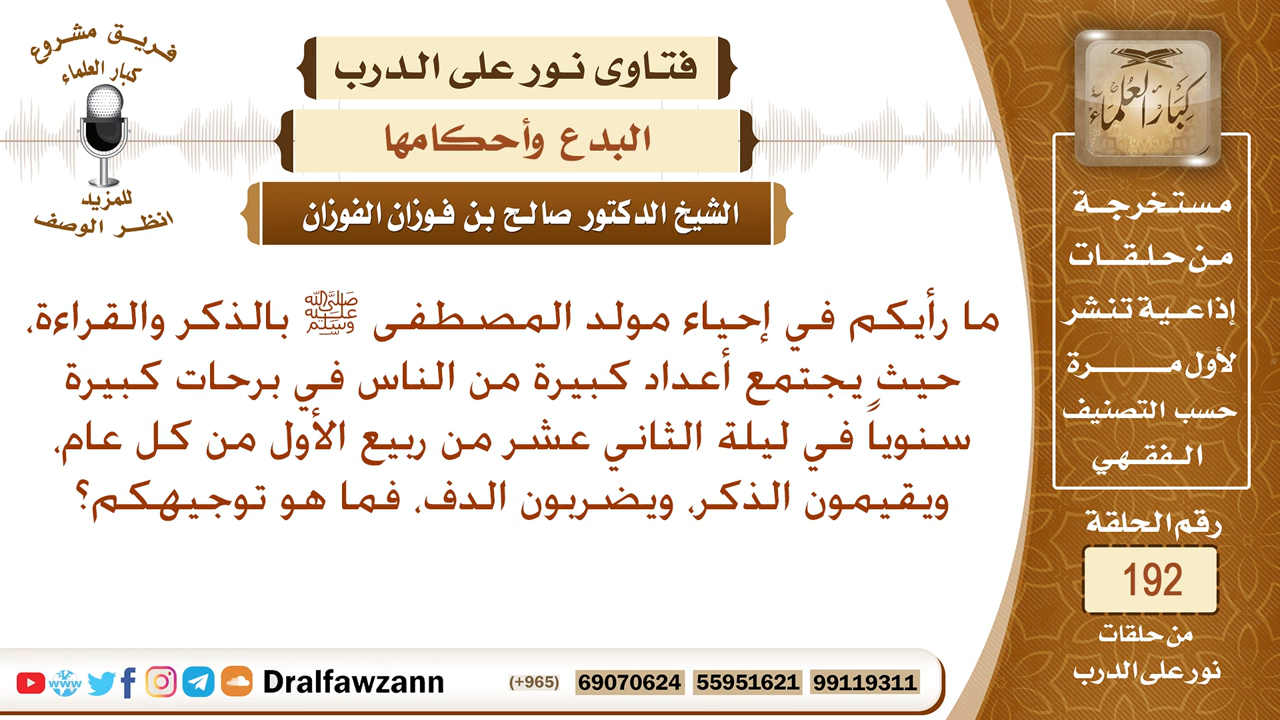 فريق مشروع
كبار العلماء
للمزيد
انظر الوصف
فتاوى نور على الدرب
البدع وأحكامها
الشيخ الدكتور صالح بن فوزان الفوزان
ما رأيكم في إحياء مولد المصطفى ﷺ بالذكر والقراءة،
حيث يجتمع أعداد كبيرة من الناس في برحات كبيرة
سنوياً في ليلة الثاني عشر من ربيع الأول من كل عام،
ويقيمون الذكر، ويضربون الدف، فما هو توجيهكم؟
كبار العلماء
مستخرجة
من حلقات
إذاعية تنشر
لأول مرة
حسب التصنيف
الفقهي
رقم الحلقة
192
من حلقات
نور على الدرب
www Dralfawzann (+965) 69070624 55951621 99119311